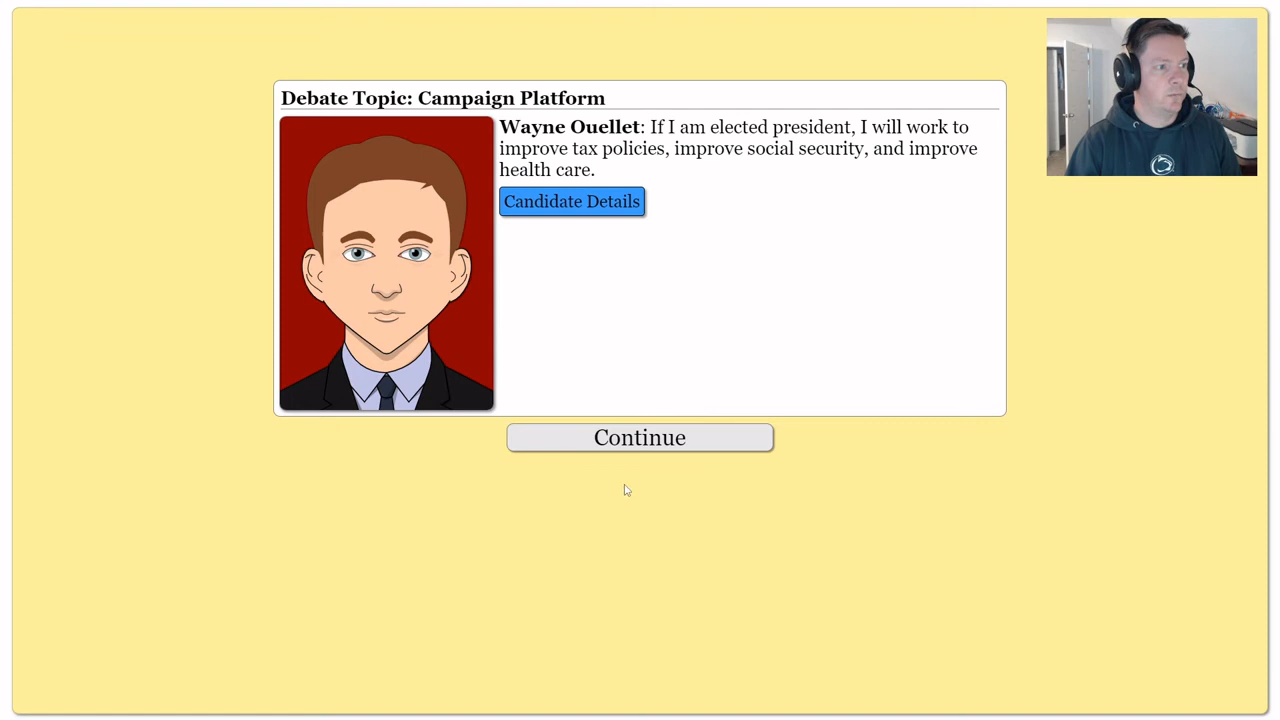 Debate Topic: Campaign Platform
Wayne Ouellet: If I am elected president, I will work to
improve tax policies, improve social security, and improve
health care.
Candidate Details
Continue